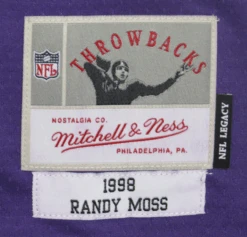 THROWBACKS
NFL
NOSTALGIA CO.
Mitchell & Ness
PHILADELPHIA, PA.
NFL LEGACY
1998
RANDY MOSS